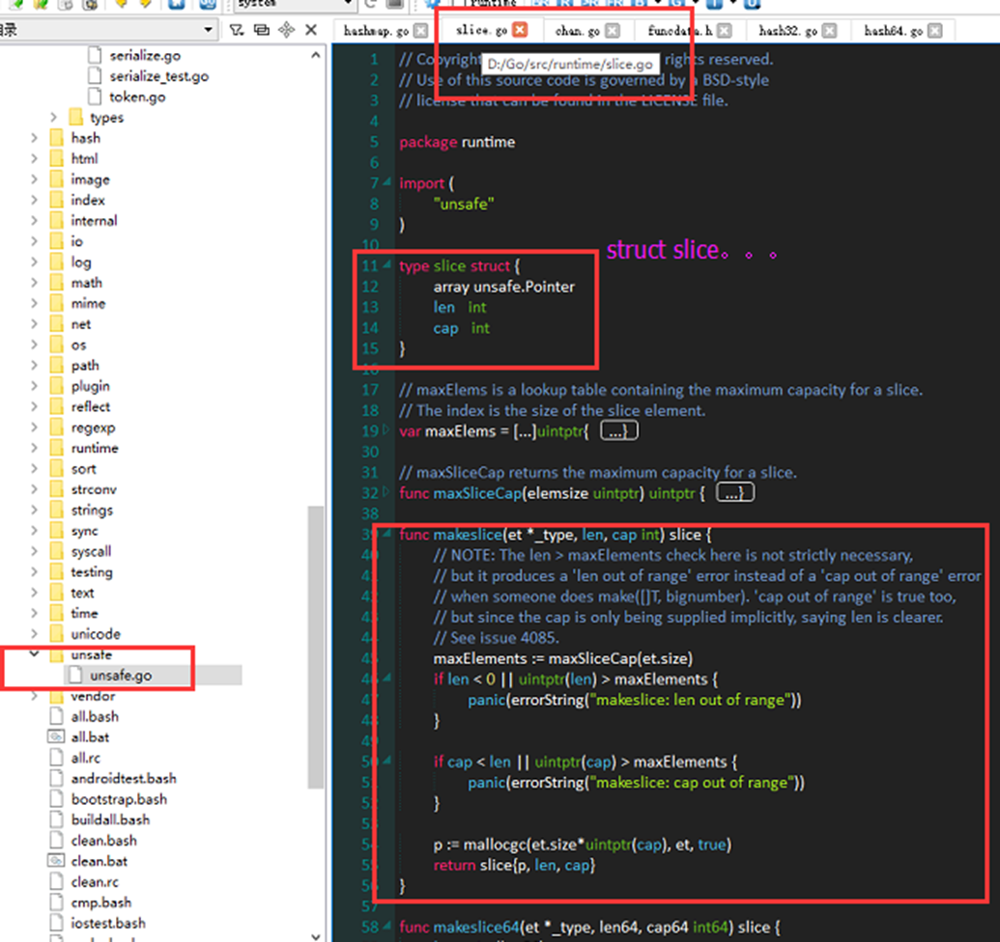 system
runtime
录
hashmap.go
slice.go
chan.go
funcdata.h
hash32.go
hash64.go
D:/Go/src/runtime/slice.go
serialize.go
serialize_test.go
token.go
types
hash
html
image
index
internal
io
log
math
mime
net
os
path
plugin
reflect
regexp
runtime
sort
strconv
strings
sync
syscall
testing
text
time
unicode
unsafe
unsafe.go
vendor
all.bash
all.bat
all.rc
androidtest.bash
bootstrap.bash
buildall.bash
clean.bash
clean.bat
clean.rc
cmp.bash
iostest.bash
1 // Copyright rights reserved.
2 // Use of this source code is governed by a BSD-style
3 // license that can be found in the LICENSE file.
4
5 package runtime
6
7 import (
8 "unsafe"
9 )
10
struct slice。。。
11 type slice struct {
12 array unsafe.Pointer
13 len int
14 cap int
15 }
16
17 // maxElems is a lookup table containing the maximum capacity for a slice.
18 // The index is the size of the slice element.
19 var maxElems = [...]uintptr{ ...}
30
31 // maxSliceCap returns the maximum capacity for a slice.
32 func maxSliceCap(elemsize uintptr) uintptr { ...}
38
39 func makeslice(et *_type, len, cap int) slice {
40 // NOTE: The len > maxElements check here is not strictly necessary,
41 // but it produces a 'len out of range' error instead of a 'cap out of range' error
42 // when someone does make([]T, bignumber). 'cap out of range' is true too,
43 // but since the cap is only being supplied implicitly, saying len is clearer.
44 // See issue 4085.
45 maxElements := maxSliceCap(et.size)
46 if len < 0 || uintptr(len) > maxElements {
47 panic(errorString("makeslice: len out of range"))
48 }
49
50 if cap < len || uintptr(cap) > maxElements {
51 panic(errorString("makeslice: cap out of range"))
52 }
53
54 p := mallocgc(et.size*uintptr(cap), et, true)
55 return slice{p, len, cap}
56 }
57
58 func makeslice64(et *_type, len64, cap64 int64) slice {